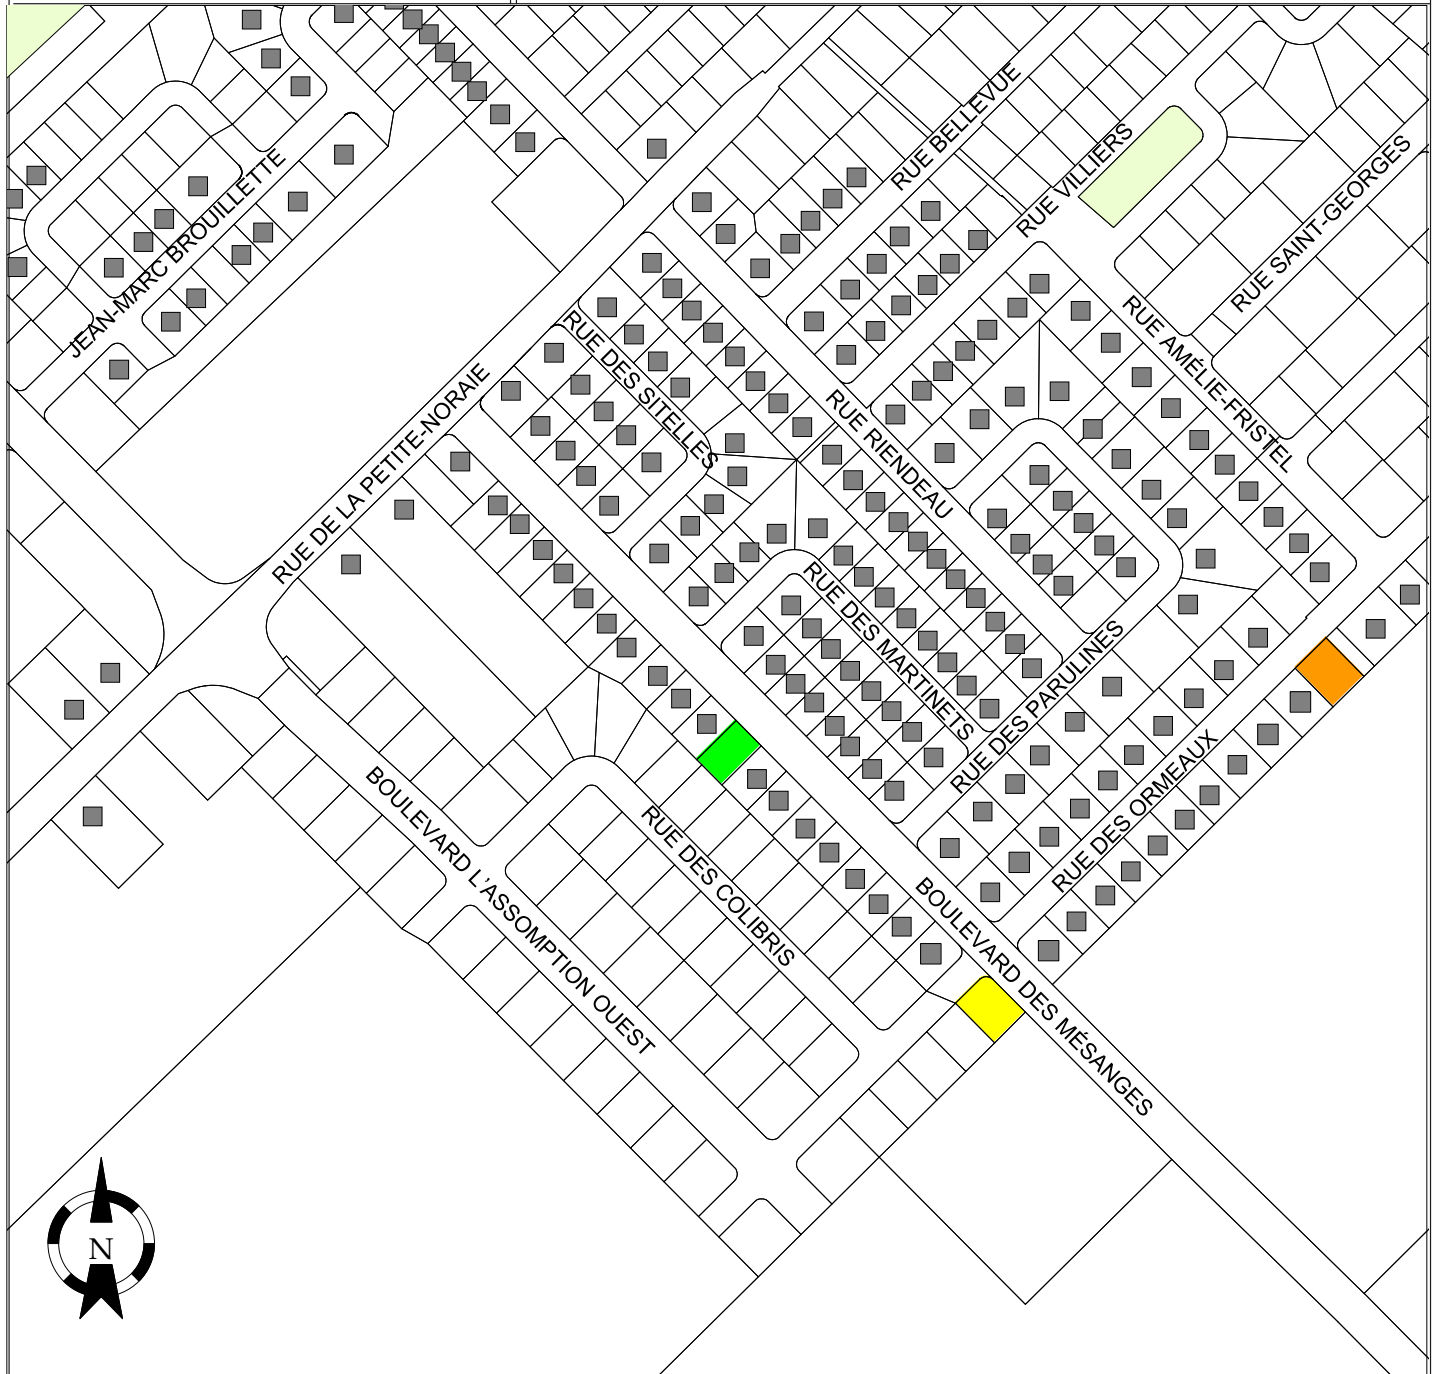 RUE BELLEVUE
RUE VILLIERS
RUE SAINT-GEORGES
JEAN-MARC BROUILLETTE
RUE AMÉLIE-FRISTEL
RUE DES SITELLES
RUE DE LA PETITE-NORAIE
RUE RIENDEAU
RUE DES MARTINETS
RUE DES PARULINES
RUE DES ORMEAUX
BOULEVARD L'ASSOMPTION OUEST
RUE DES COLIBRIS
BOULEVARD DES MÉSANGES
N